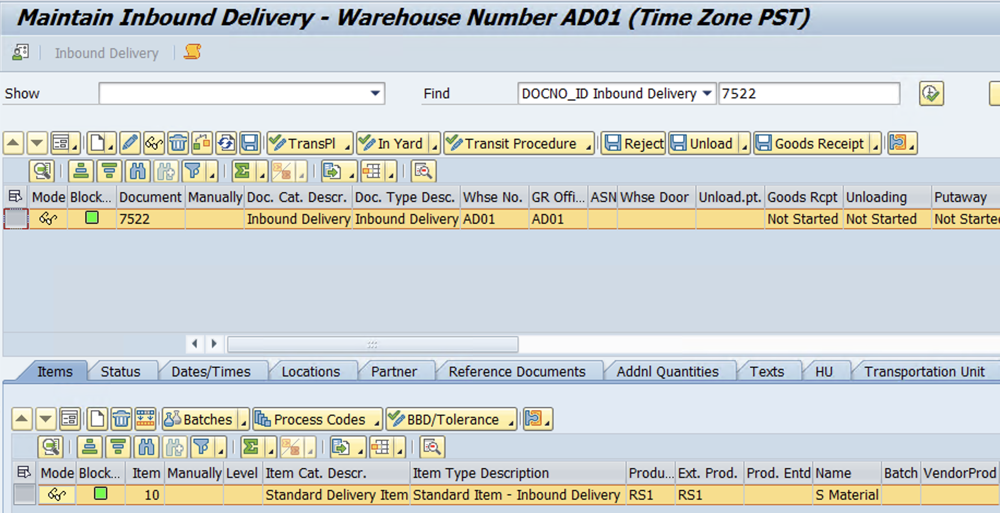 Maintain Inbound Delivery - Warehouse Number AD01 (Time Zone PST)
Inbound Delivery
Show Find DOCNO_ID Inbound Delivery 7522
TransPl In Yard Transit Procedure Reject Unload Goods Receipt
Mode Block... Document Manually Doc. Cat. Descr. Doc. Type Desc. Whse No. GR Offi... ASN Whse Door Unload.pt. Goods Rcpt Unloading Putaway
7522 Inbound Delivery Inbound Delivery AD01 AD01 Not Started Not Started Not Started
Items Status Dates/Times Locations Partner Reference Documents Addnl Quantities Texts HU Transportation Unit
Batches Process Codes BBD/Tolerance
Mode Block... Item Manually Level Item Cat. Descr. Item Type Description Produ... Ext. Prod. Prod. Entd Name Batch VendorProd
10 Standard Delivery Item Standard Item - Inbound Delivery RS1 RS1 S Material